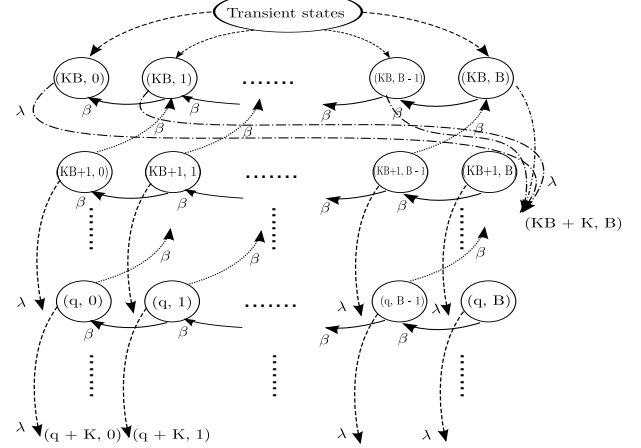 Transient states
(KB, 0) (KB, 1) ....... (KB, B - 1) (KB, B)
λ β β β β λ
β β β
(KB+1, 0) (KB+1, 1) ....... (KB+1, B - 1) (KB+1, B)
β β β β
(KB + K, B)
β β β
λ λ λ λ
(q, 0) (q, 1) ....... (q, B - 1) (q, B)
β β β β
λ (q + K, 0) λ (q + K, 1) λ λ